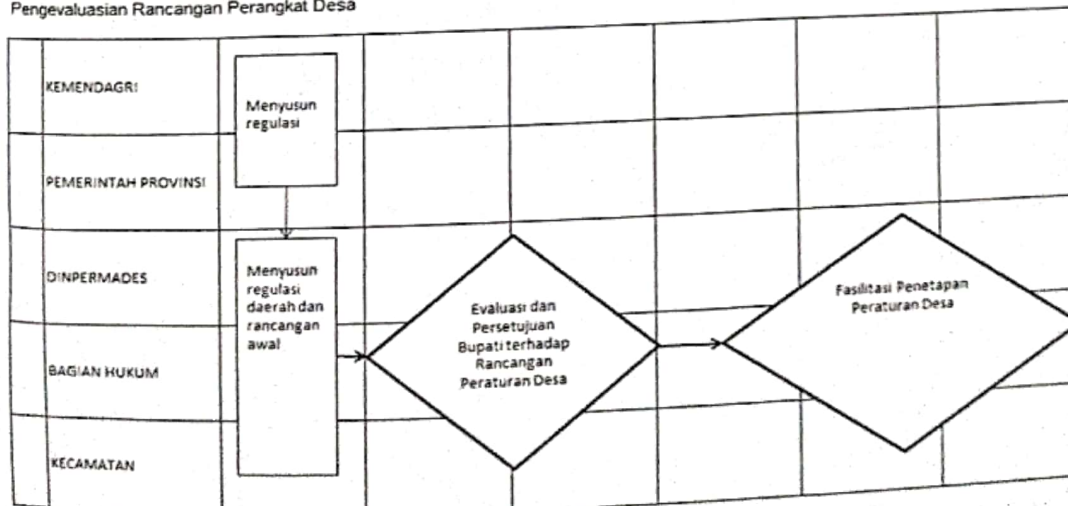 Pengevaluasian Rancangan Perangkat Desa
KEMENDAGRI
Menyusun
regulasi
PEMERINTAH PROVINSI
DINPERMADES
Menyusun
regulasi
daerah dan
rancangan
awal
Evaluasi dan
Persetujuan
Bupati terhadap
Rancangan
Peraturan Desa
Fasilitasi Penetapan
Peraturan Desa
BAGIAN HUKUM
KECAMATAN